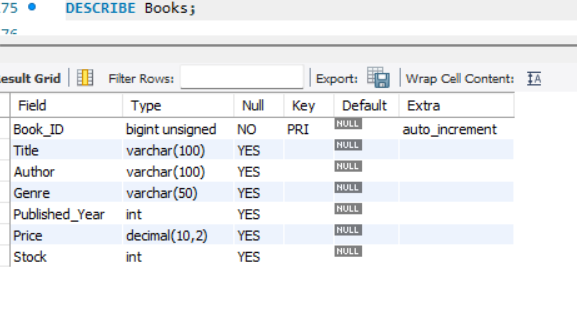 75 DESCRIBE Books;
76
esult Grid Filter Rows: Export: Wrap Cell Content: IA
Field Type Null Key Default Extra
Book_ID bigint unsigned NO PRI NULL auto_increment
Title varchar(100) YES NULL
Author varchar(100) YES NULL
Genre varchar(50) YES NULL
Published_Year int YES NULL
Price decimal(10,2) YES NULL
Stock int YES NULL